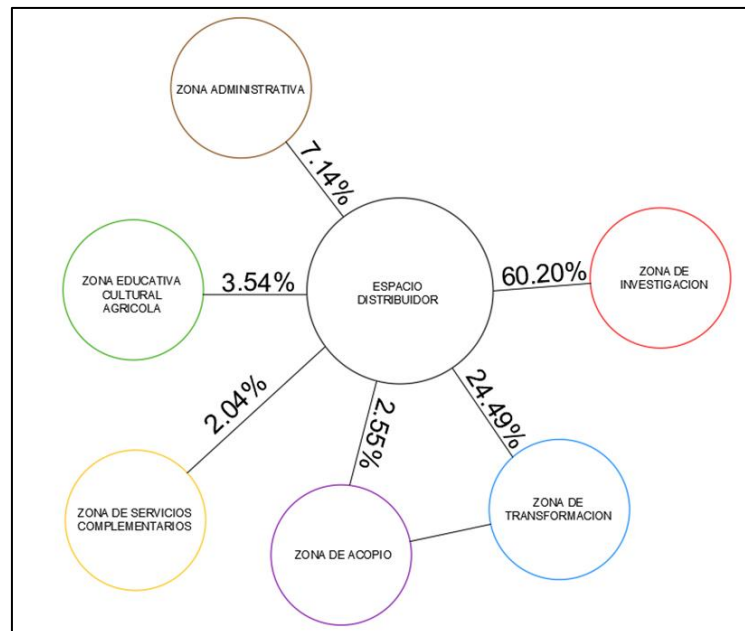 ZONA ADMINISTRATIVA
7.14%
ZONA EDUCATIVA
CULTURAL
AGRICOLA
3.54%
ESPACIO
DISTRIBUIDOR
60.20%
ZONA DE
INVESTIGACION
2.04%
2.55%
24.49%
ZONA DE SERVICIOS
COMPLEMENTARIOS
ZONA DE ACOPIO
ZONA DE
TRANSFORMACION